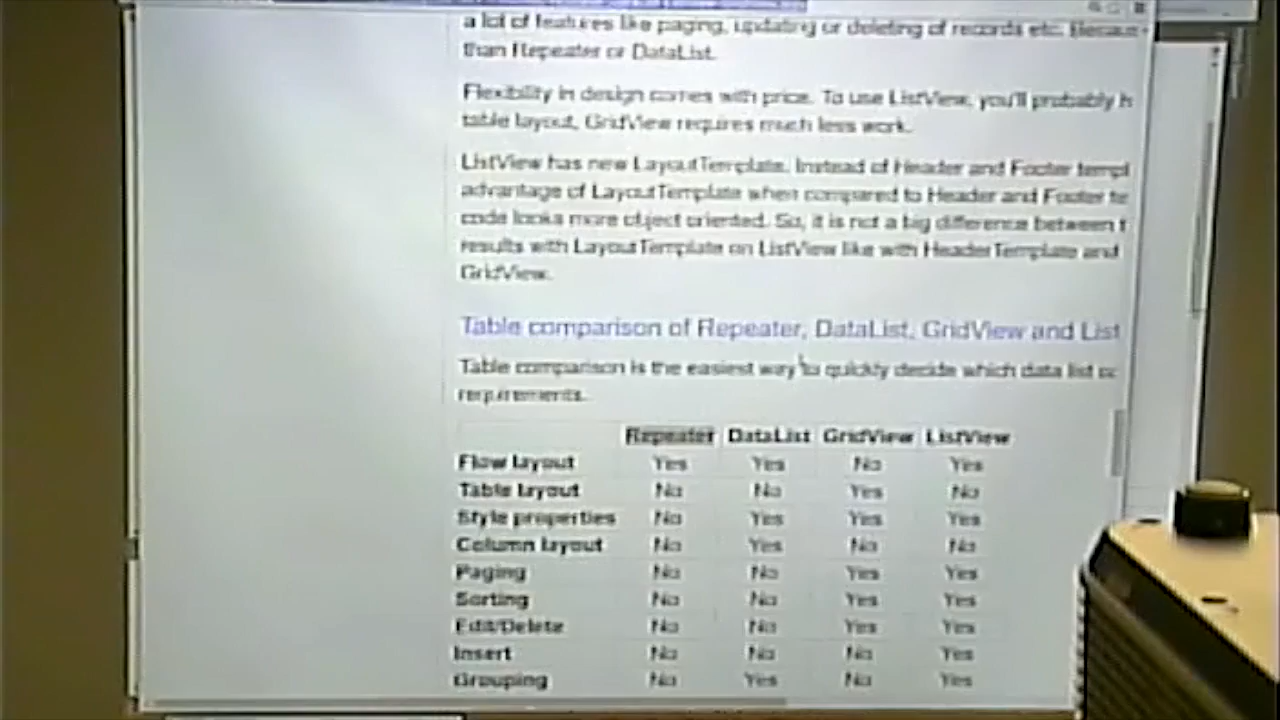 a lot of features like paging, updating or deleting of records etc.
than Repeater or DataList.
Flexibility in design comes with price. To use ListView, you'll probably h
table layout, GridView requires much less work.
ListView has new LayoutTemplate. Instead of Header and Footer templ
advantage of LayoutTemplate when compared to Header and Footer te
code looks more object oriented. So, it is not a big difference between t
results with LayoutTemplate on ListView like with HeaderTemplate and
GridView.
Table comparison of Repeater, DataList, GridView and List
Table comparison is the easiest way to quickly decide which data list co
requirements.
Repeater DataList GridView ListView
Flow layout Yes Yes No Yes
Table layout No No Yes No
Style properties No Yes Yes Yes
Column layout No Yes No No
Paging No No Yes Yes
Sorting No No Yes Yes
Edit/Delete No No Yes Yes
Insert No No No Yes
Grouping No Yes No Yes